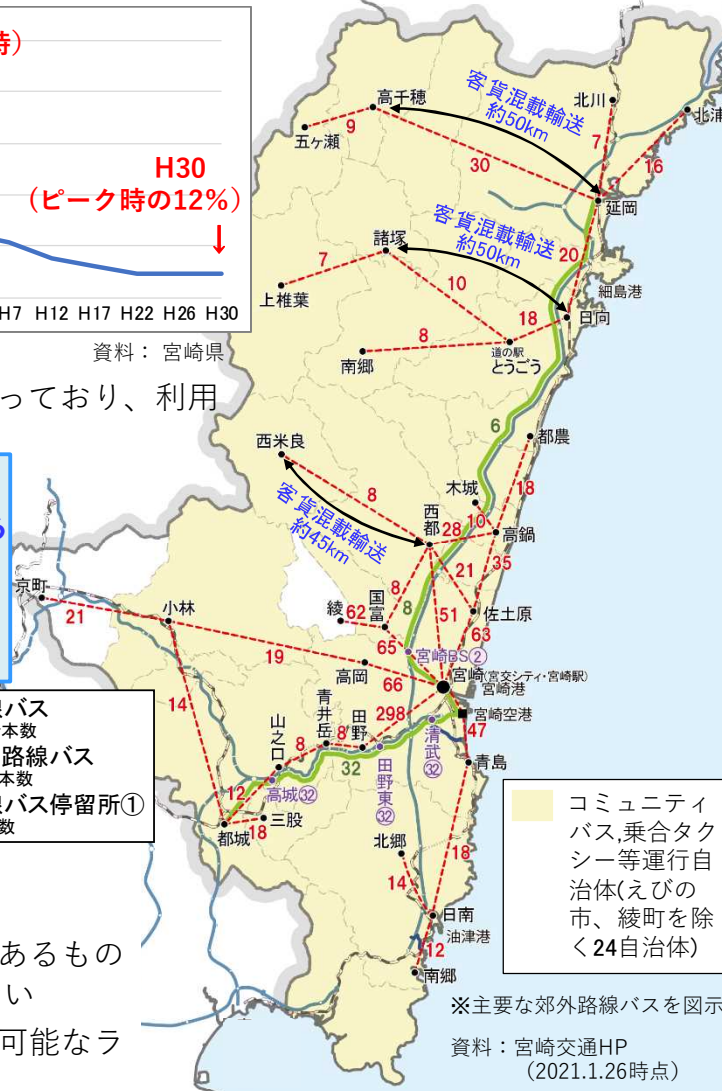 時)
H30
(ピーク時の12%)
H7 H12 H17 H22 H26 H30
資料： 宮崎県
っており、利用
%
北川
北浦
高千穂
五ヶ瀬
9
30
7
16
客貨混載輸送
約50km
延岡
諸塚
客貨混載輸送
約50km
20
細島港
7
10
18
日向
上椎葉
8
南郷
道の駅
とうごう
6
西米良
都農
8
木城
18
客貨混載輸送
約45km
西都
28
10
高鍋
35
21
8
8
51
京町
21
小林
綾
62
国富
佐土原
63
65
宮崎BS②
19
高岡
66
宮崎(宮交シティ・宮崎駅)
宮崎港
14
298
宮崎空港
青井岳
田野
清武㉜
47
山之口
8
8
32
田野東㉜
青島
12
高城㉜
都城
18
三股
北郷
14
18
日南
油津港
12
南郷
線バス
本数
路線バス
本数
線バス停留所①
数
コミュニティ
バス,乗合タク
シー等運行自
治体(えびの
市、綾町を除
く24自治体)
あるもの
い
可能なラ
※主要な郊外路線バスを図示
資料：宮崎交通HP
(2021.1.26時点)